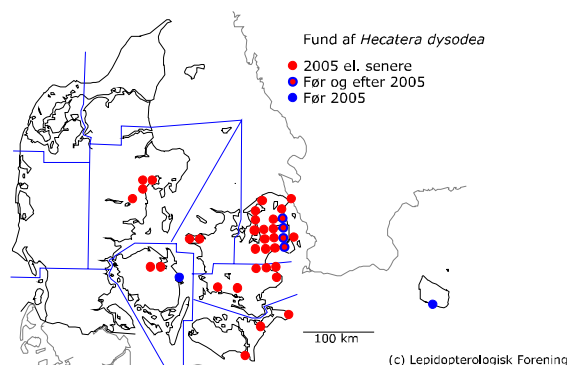 Fund af Hecatera dysodea
2005 el. senere
Før og efter 2005
Før 2005
100 km
(c) Lepidopterologisk Forening